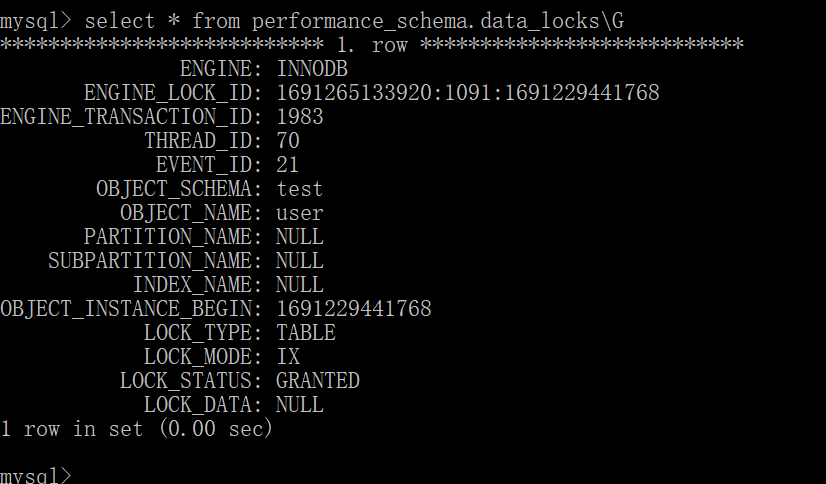 mysql> select * from performance_schema.data_locks\G
*************************** 1. row ***************************
ENGINE: INNODB
ENGINE_LOCK_ID: 1691265133920:1091:1691229441768
ENGINE_TRANSACTION_ID: 1983
THREAD_ID: 70
EVENT_ID: 21
OBJECT_SCHEMA: test
OBJECT_NAME: user
PARTITION_NAME: NULL
SUBPARTITION_NAME: NULL
INDEX_NAME: NULL
OBJECT_INSTANCE_BEGIN: 1691229441768
LOCK_TYPE: TABLE
LOCK_MODE: IX
LOCK_STATUS: GRANTED
LOCK_DATA: NULL
1 row in set (0.00 sec)
mysql>